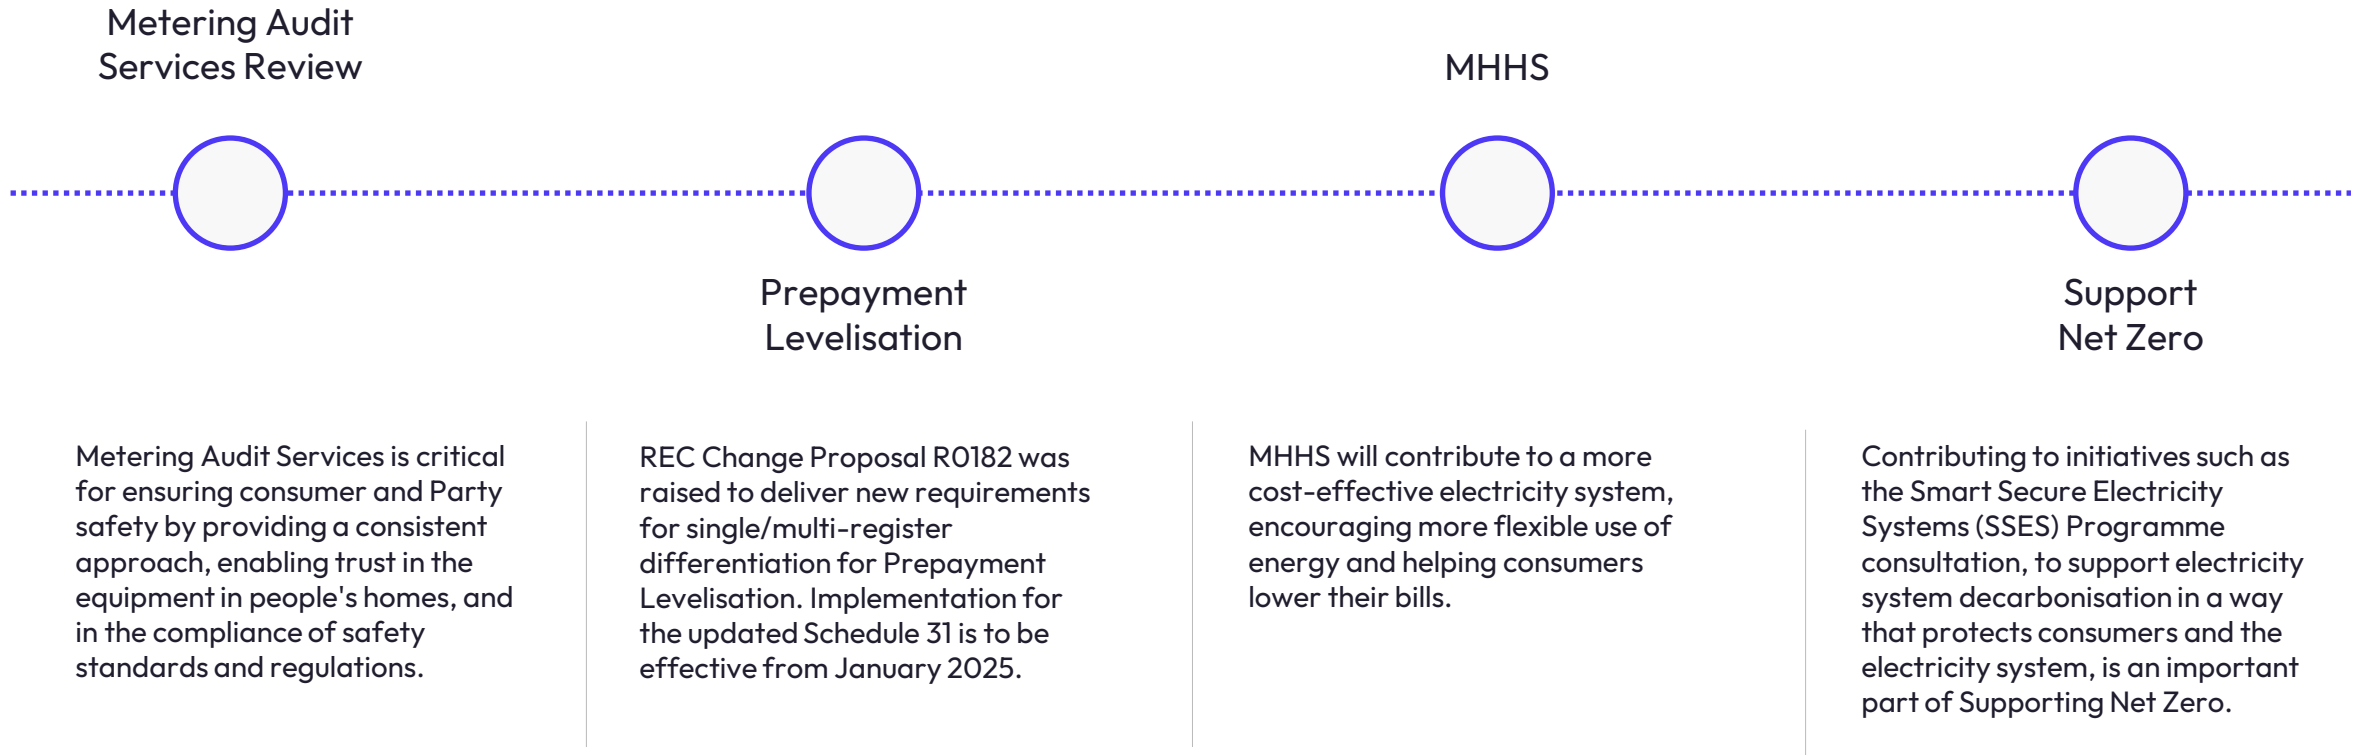 Metering Audit
Services Review
MHHS
Prepayment
Levelisation
Support
Net Zero
Metering Audit Services is critical
for ensuring consumer and Party
safety by providing a consistent
approach, enabling trust in the
equipment in people's homes, and
in the compliance of safety
standards and regulations.
REC Change Proposal R0182 was
raised to deliver new requirements
for single/multi-register
differentiation for Prepayment
Levelisation. Implementation for
the updated Schedule 31 is to be
effective from January 2025.
MHHS will contribute to a more
cost-effective electricity system,
encouraging more flexible use of
energy and helping consumers
lower their bills.
Contributing to initiatives such as
the Smart Secure Electricity
Systems (SSES) Programme
consultation, to support electricity
system decarbonisation in a way
that protects consumers and the
electricity system, is an important
part of Supporting Net Zero.